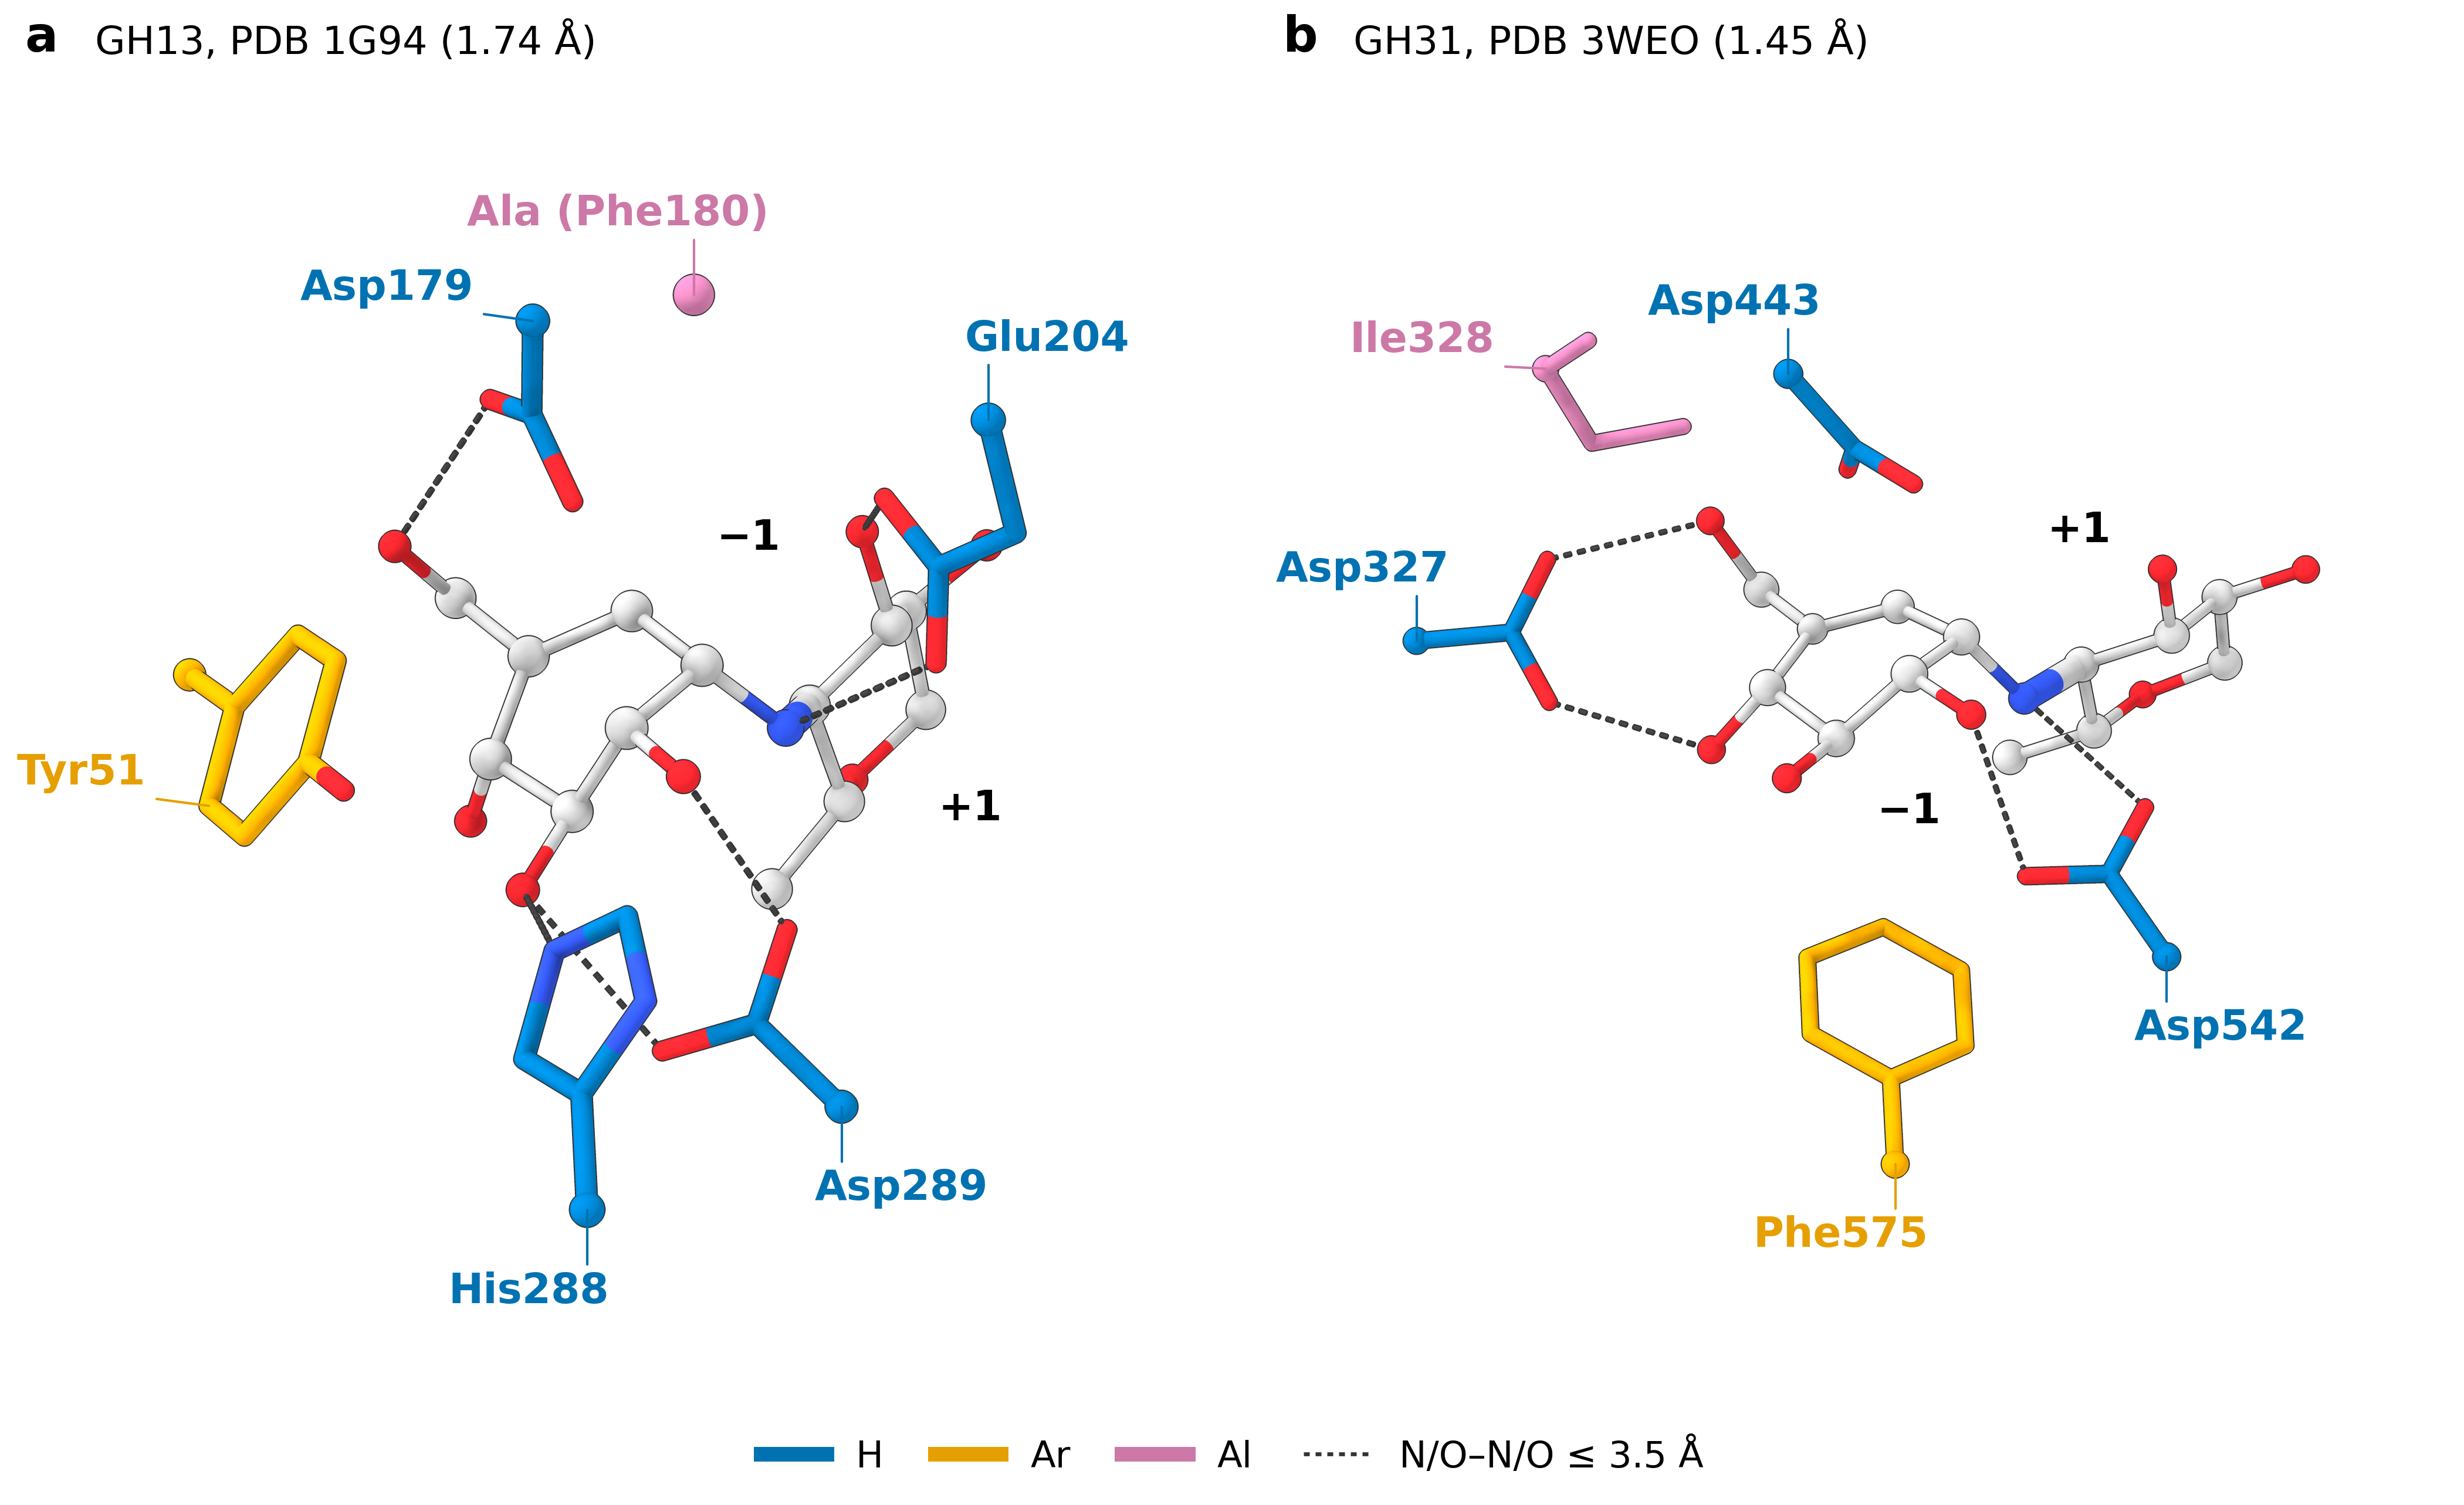 a GH13, PDB 1G94 (1.74 Å)
Ala (Phe180)
Asp179
Glu204
−1
Tyr51
+1
Asp289
His288
b GH31, PDB 3WEO (1.45 Å)
Asp443
Ile328
+1
Asp327
−1
Asp542
Phe575
H Ar Al N/O–N/O ≤ 3.5 Å